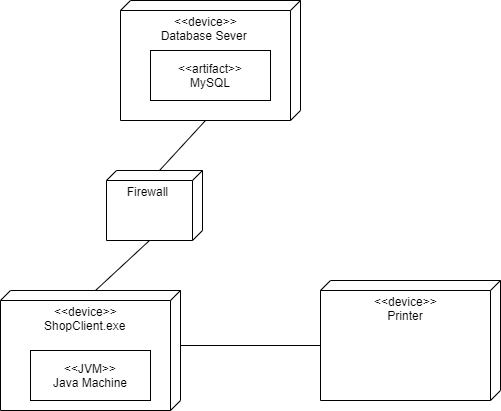 <<device>>
Database Sever
<<artifact>>
MySQL
Firewall
<<device>>
ShopClient.exe
<<JVM>>
Java Machine
<<device>>
Printer